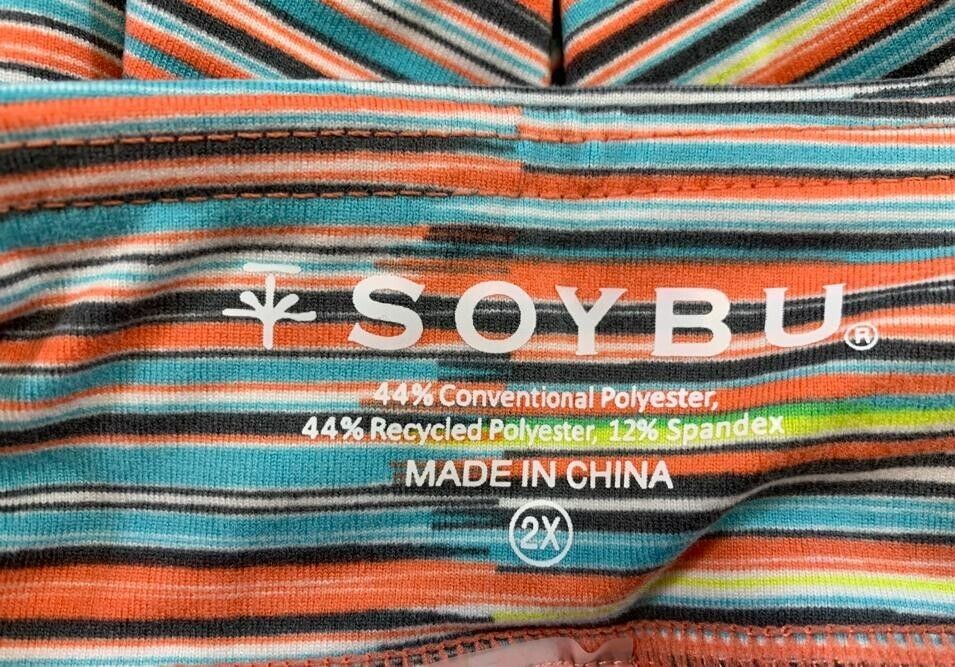 SOYBU®
44% Conventional Polyester,
44% Recycled Polyester, 12% Spandex
MADE IN CHINA
2X